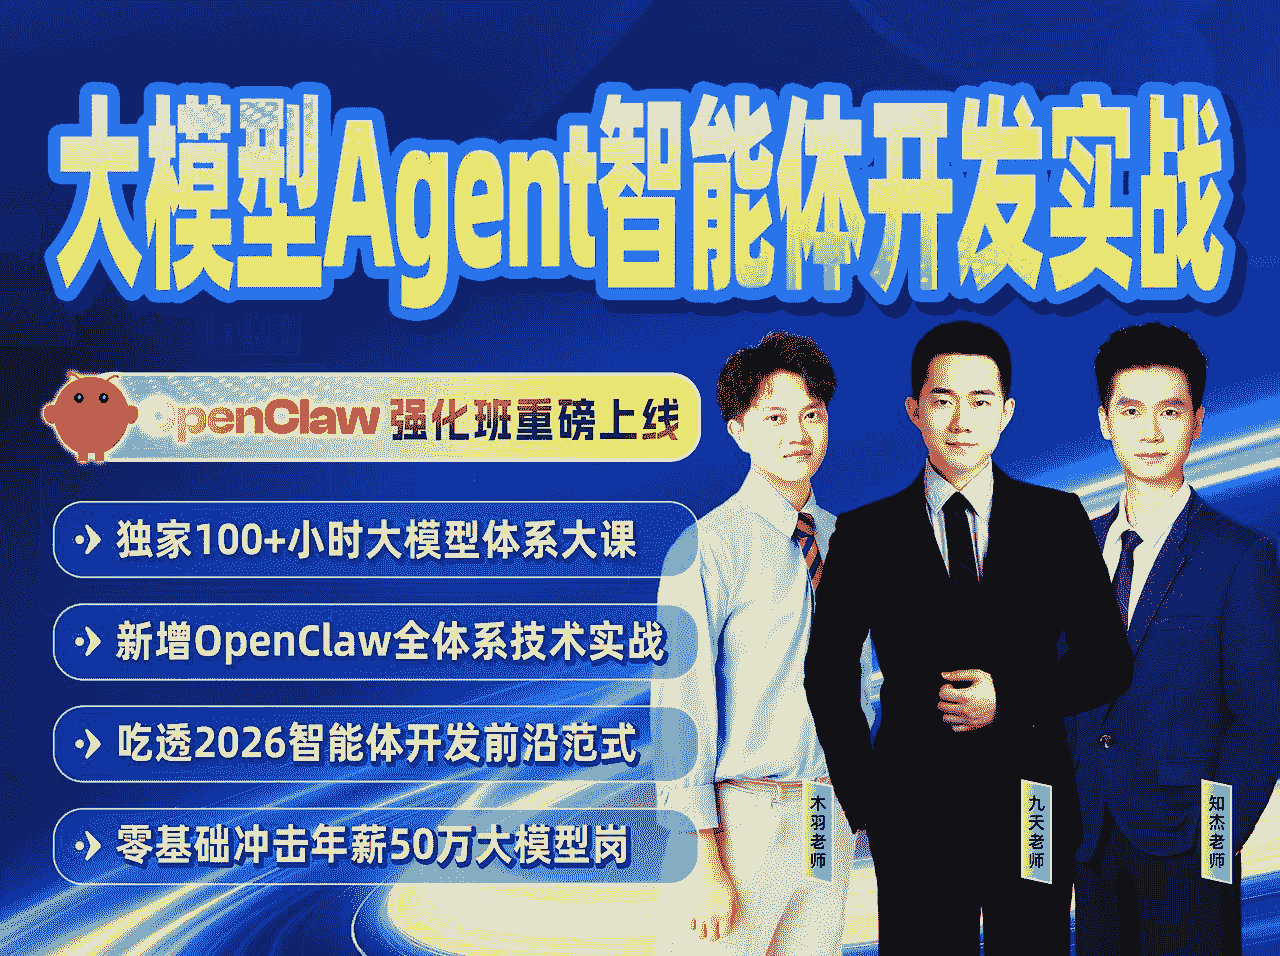 大模型Agent智能体开发实战
OpenClaw 强化班重磅上线
独家100+小时大模型体系大课
新增OpenClaw全体系技术实战
吃透2026智能体开发前沿范式
零基础冲击年薪50万大模型岗
木羽老师
九天老师
知杰老师